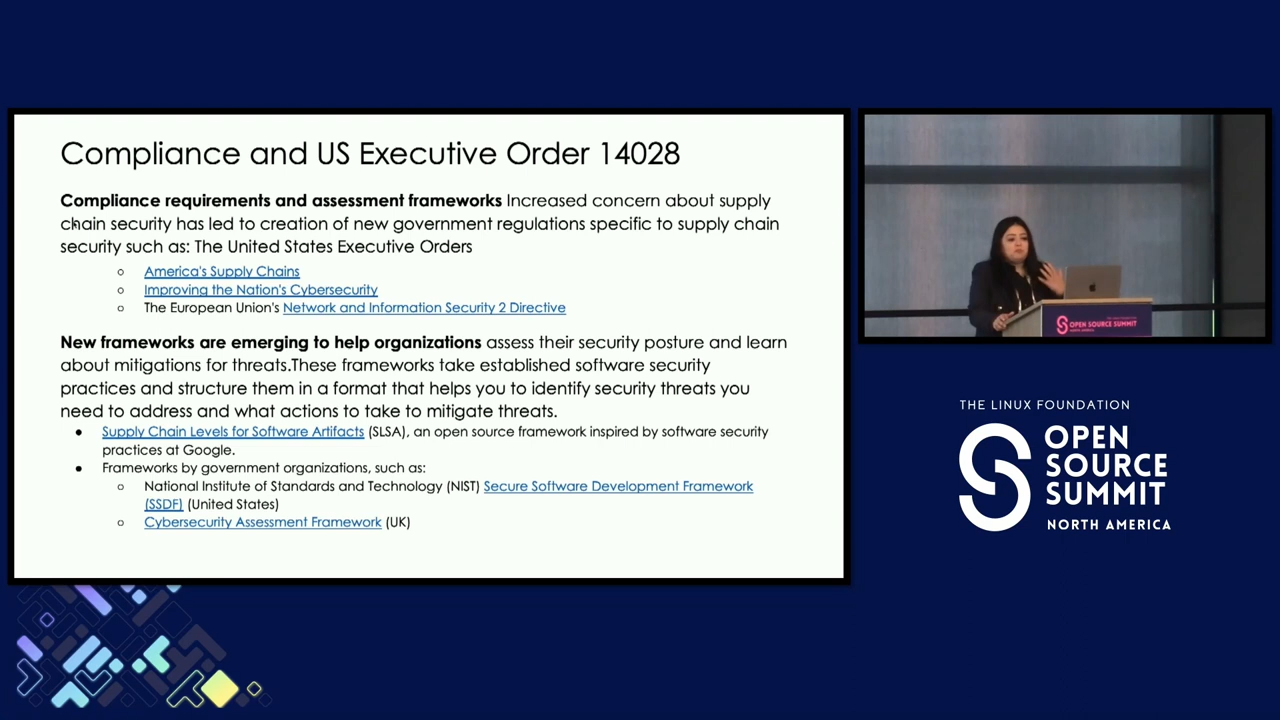 Compliance and US Executive Order 14028
Compliance requirements and assessment frameworks Increased concern about supply
chain security has led to creation of new government regulations specific to supply chain
security such as: The United States Executive Orders
○ America's Supply Chains
○ Improving the Nation's Cybersecurity
○ The European Union's Network and Information Security 2 Directive
New frameworks are emerging to help organizations assess their security posture and learn
about mitigations for threats.These frameworks take established software security
practices and structure them in a format that helps you to identify security threats you
need to address and what actions to take to mitigate threats.
● Supply Chain Levels for Software Artifacts (SLSA), an open source framework inspired by software security
practices at Google.
● Frameworks by government organizations, such as:
○ National Institute of Standards and Technology (NIST) Secure Software Development Framework
(SSDF) (United States)
○ Cybersecurity Assessment Framework (UK)
OPEN SOURCE SUMMIT
THE LINUX FOUNDATION
OPEN
SOURCE
SUMMIT
NORTH AMERICA